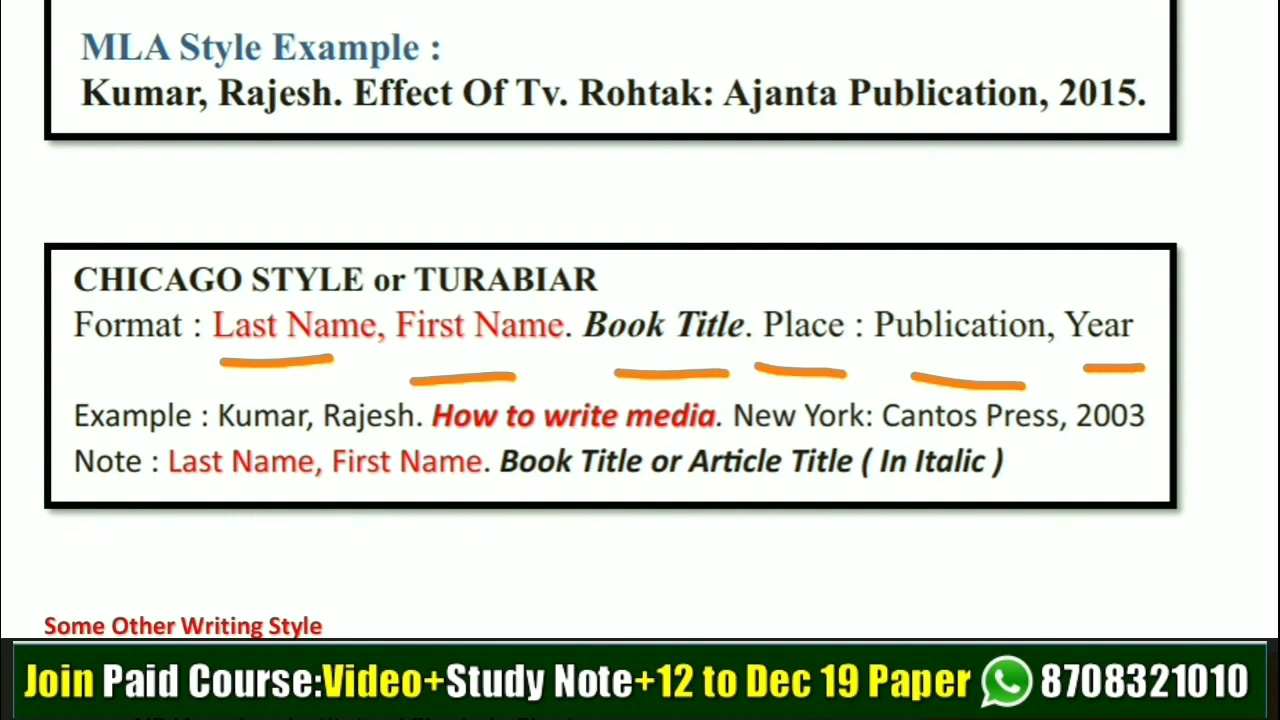 MLA Style Example :
Kumar, Rajesh. Effect Of Tv. Rohtak: Ajanta Publication, 2015.
CHICAGO STYLE or TURABIAR
Format : Last Name, First Name. Book Title. Place : Publication, Year
Example : Kumar, Rajesh. How to write media. New York: Cantos Press, 2003
Note : Last Name, First Name. Book Title or Article Title ( In Italic )
Some Other Writing Style
Join Paid Course:Video+Study Note+12 to Dec 19 Paper 8708321010